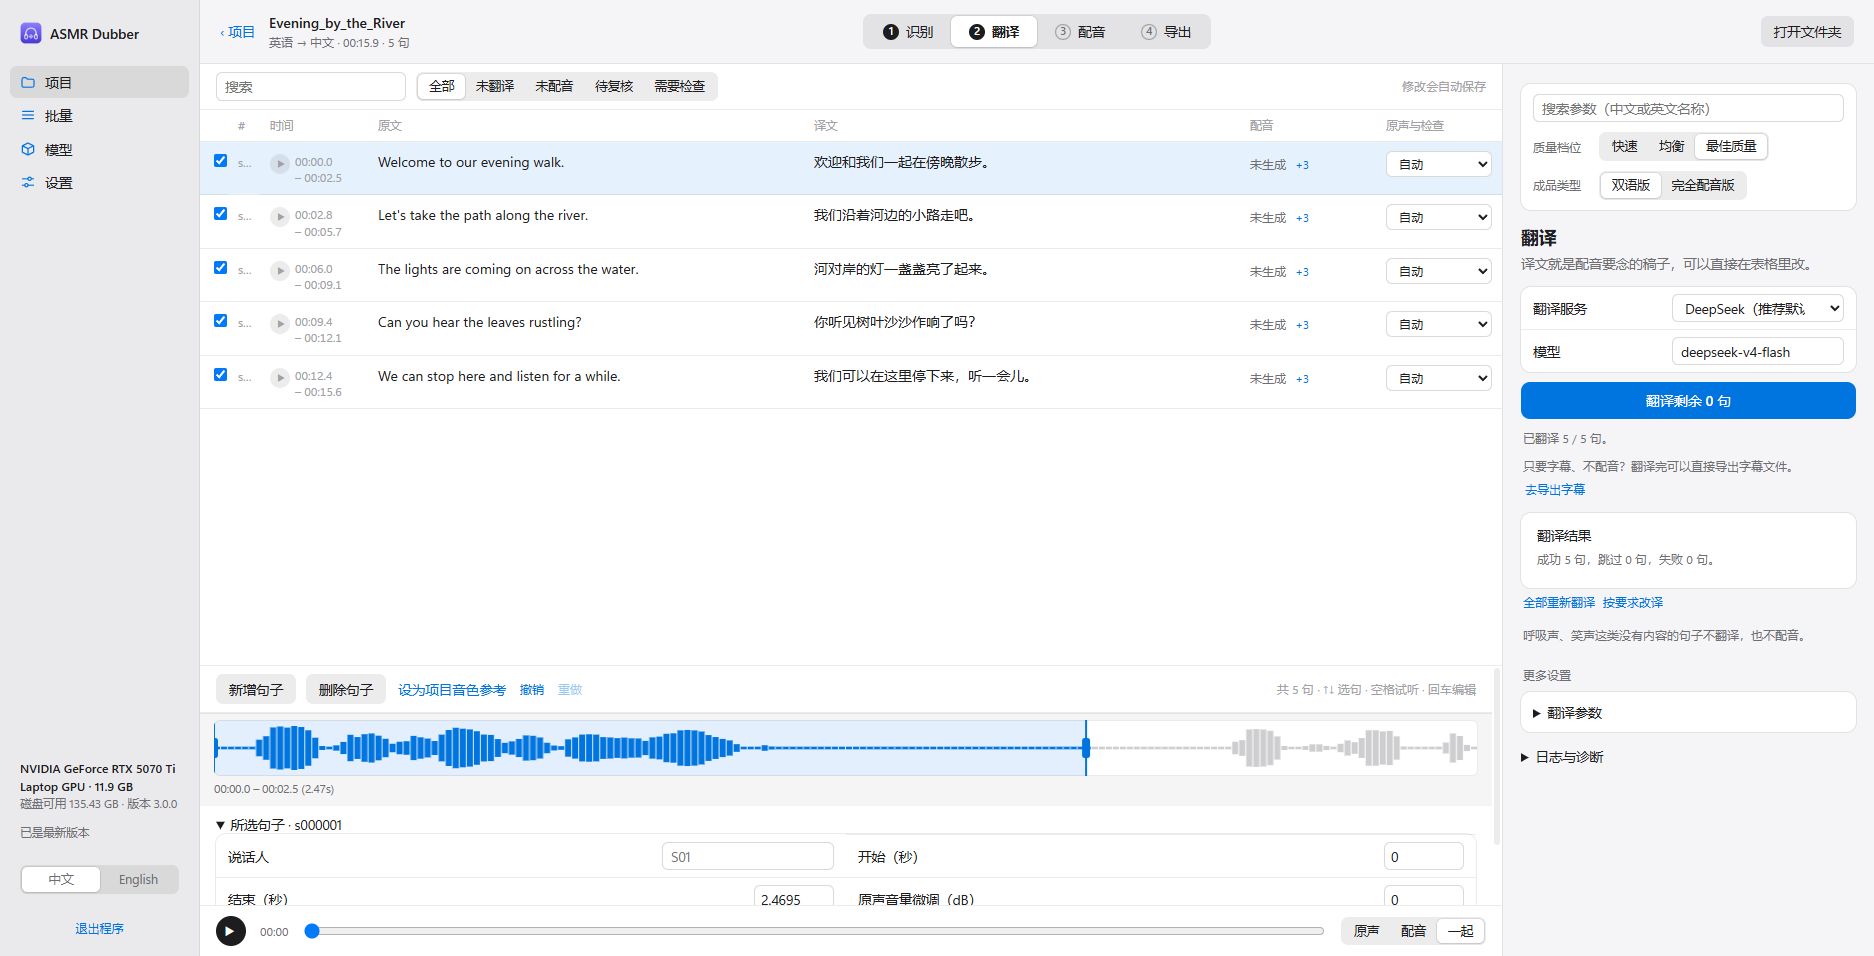 ASMR Dubber
项目
批量
模型
设置
NVIDIA GeForce RTX 5070 Ti
Laptop GPU · 11.9 GB
磁盘可用 135.43 GB · 版本 3.0.0
已是最新版本
中文 English
退出程序
‹ 项目
Evening_by_the_River
英语 → 中文 · 00:15.9 · 5 句
1 识别 2 翻译 3 配音 4 导出
打开文件夹
搜索 全部 未翻译 未配音 待复核 需要检查 修改会自动保存
# 时间 原文 译文 配音 原声与检查
s... 00:00.0 – 00:02.5 Welcome to our evening walk. 欢迎和我们一起在傍晚散步。 未生成 +3 自动
s... 00:02.8 – 00:05.7 Let's take the path along the river. 我们沿着河边的小路走吧。 未生成 +3 自动
s... 00:06.0 – 00:09.1 The lights are coming on across the water. 河对岸的灯一盏盏亮了起来。 未生成 +3 自动
s... 00:09.4 – 00:12.1 Can you hear the leaves rustling? 你听见树叶沙沙作响了吗？ 未生成 +3 自动
s... 00:12.4 – 00:15.6 We can stop here and listen for a while. 我们可以在这里停下来，听一会儿。 未生成 +3 自动
新增句子 删除句子 设为项目音色参考 撤销 重做 共 5 句 · ↑↓ 选句 · 空格试听 · 回车编辑
00:00.0 – 00:02.5 (2.47s)
▼ 所选句子 · s000001
说话人 S01 开始（秒） 0
结束（秒） 2.4695 原声音量微调（dB） 0
00:00 原声 配音 一起
搜索参数（中文或英文名称）
质量档位 快速 均衡 最佳质量
成品类型 双语版 完全配音版
翻译
译文就是配音要念的稿子，可以直接在表格里改。
翻译服务 DeepSeek（推荐默认
模型 deepseek-v4-flash
翻译剩余 0 句
已翻译 5 / 5 句。
只要字幕、不配音？翻译完可以直接导出字幕文件。
去导出字幕
翻译结果
成功 5 句，跳过 0 句，失败 0 句。
全部重新翻译 按要求改译
呼吸声、笑声这类没有内容的句子不翻译，也不配音。
更多设置
▶ 翻译参数
▶ 日志与诊断